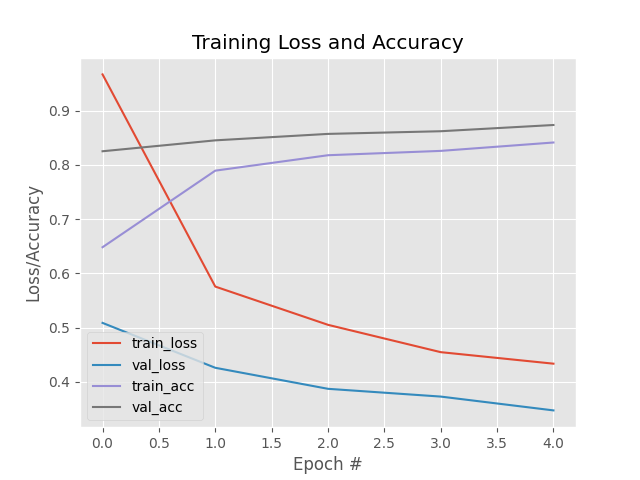 Training Loss and Accuracy
Loss/Accuracy
0.9
0.8
0.7
0.6
0.5
0.4
train_loss
val_loss
train_acc
val_acc
0.0 0.5 1.0 1.5 2.0 2.5 3.0 3.5 4.0
Epoch #